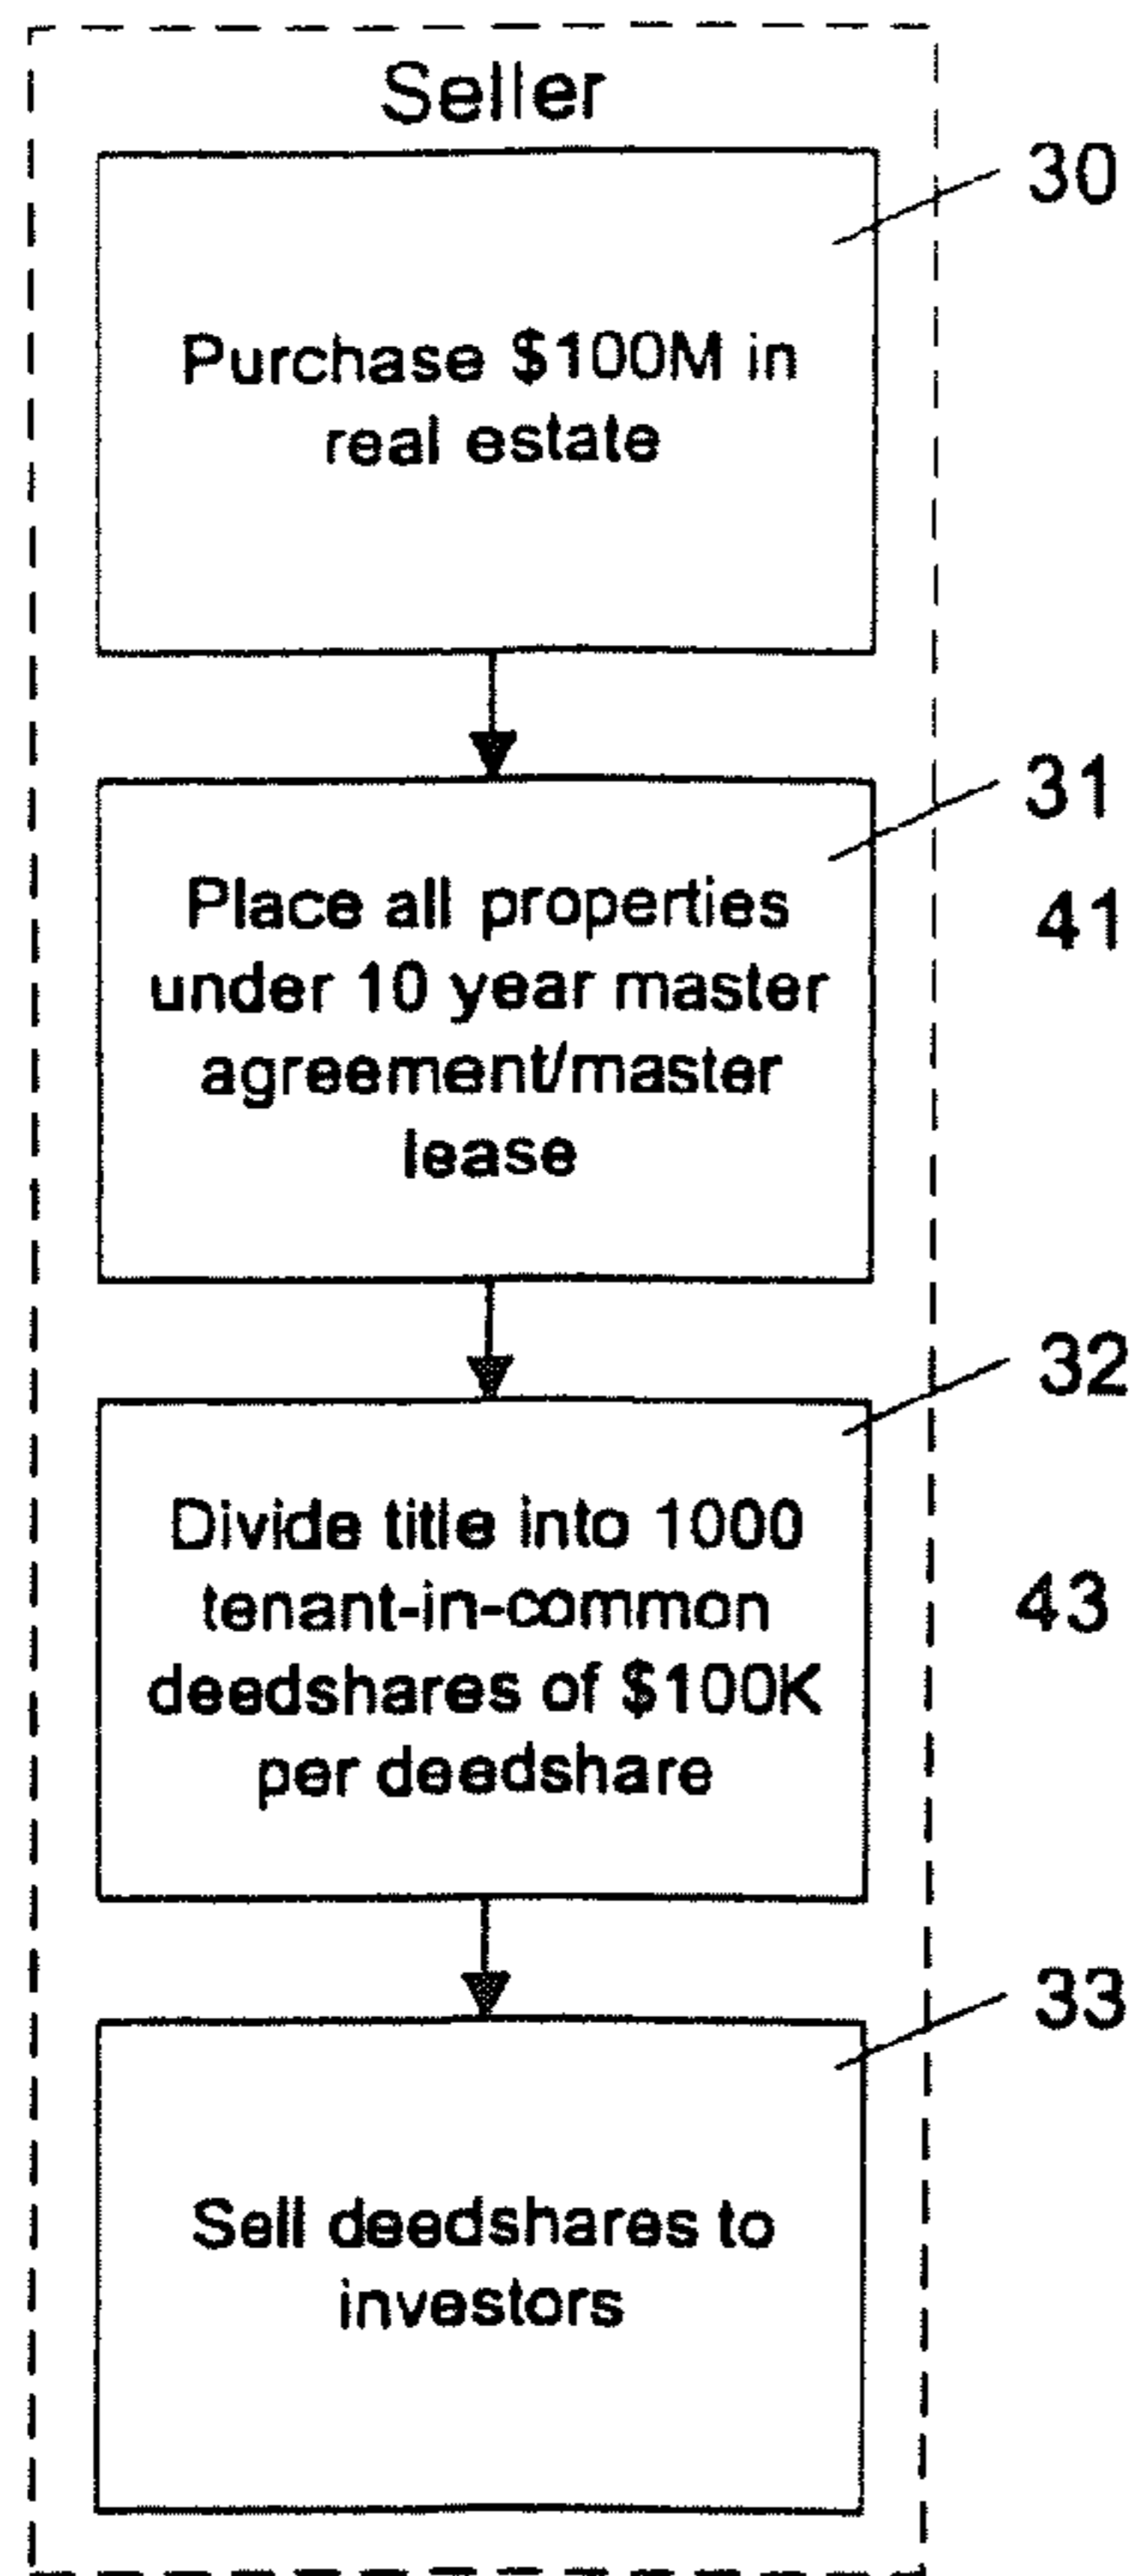 Seller
30
Purchase $100M in
real estate
31
41
Place all properties
under 10 year master
agreement/master
lease
32
Divide title into 1000
tenant-in-common
deedshares of $100K
per deedshare
43
33
Sell deedshares to
investors